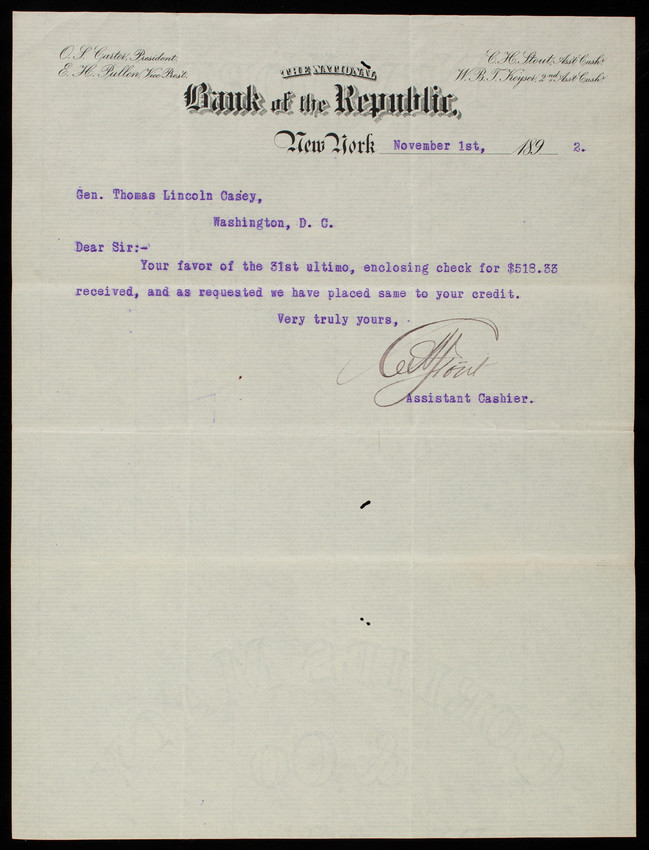 O. S. Carter, President,
E. H. Pullen, Vice Prest.
C. H. Stout, Asst Cashr
W. B. T. Keyser, 2nd Asst Cashr
THE NATIONAL
Bank of the Republic,
New York November 1st, 189 2.
Gen. Thomas Lincoln Casey,
Washington, D. C.
Dear Sir:-
Your favor of the 31st ultimo, enclosing check for $518.33
received, and as requested we have placed same to your credit.
Very truly yours,
C H Stout
Assistant Cashier.
& Co